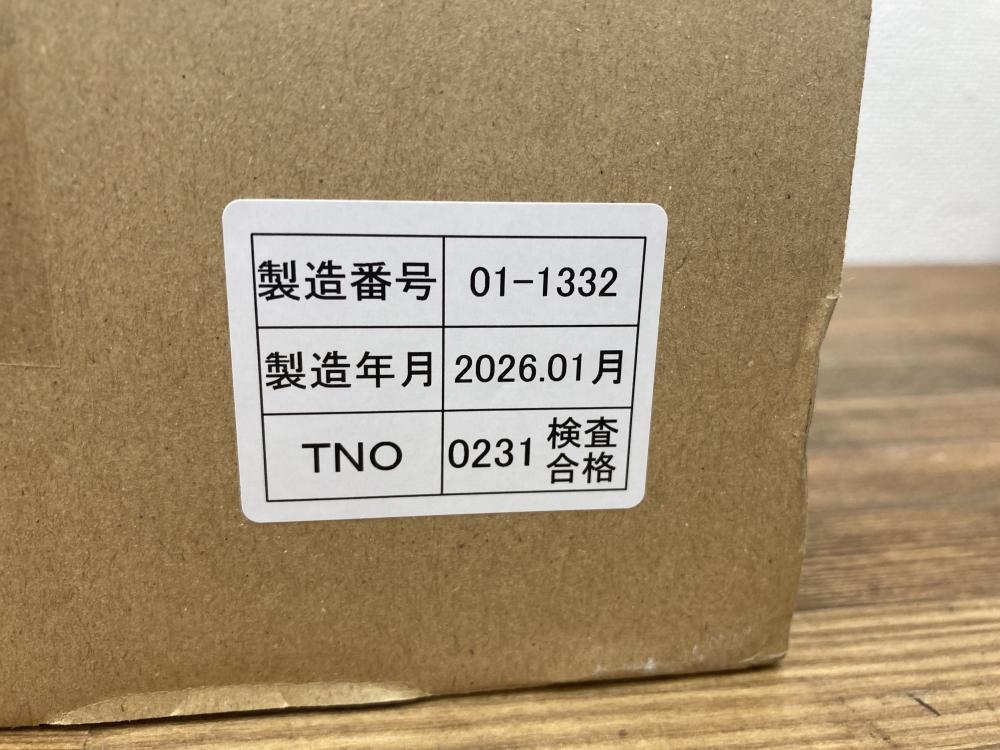 製造番号 01-1332
製造年月 2026.01月
TNO 0231 検査
合格